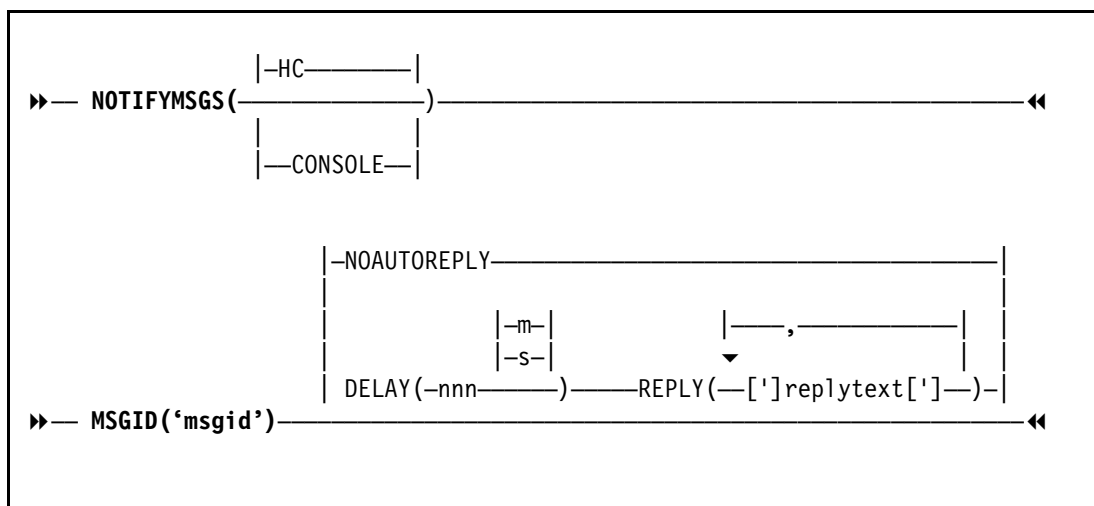 |–HC––––––––|
►►–– NOTIFYMSGS(––––––––––––––)–––––––––––––––––––––––––––––––––––––––––––––◄◄
|––CONSOLE––|
|–NOAUTOREPLY–––––––––––––––––––––––––––––––––––––––|
|–m–| |––––,–––––––––––––|
|–s–| ▼ | |
| DELAY(–nnn––––––)–––––REPLY(––[']replytext[']––)–|
►►–– MSGID(‘msgid’)–––––––––––––––––––––––––––––––––––––––––––––––––––––––––◄◄